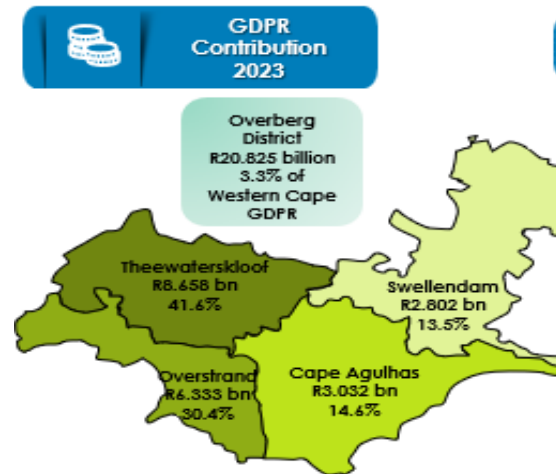 GDPR
Contribution
2023
Overberg
District
R20.825 billion
3.3% of
Western Cape
GDPR
Theewaterskloof
R8.658 bn
41.6%
Swellendam
R2.802 bn
13.5%
Overstrand
R6.333 bn
30.4%
Cape Agulhas
R3.032 bn
14.6%